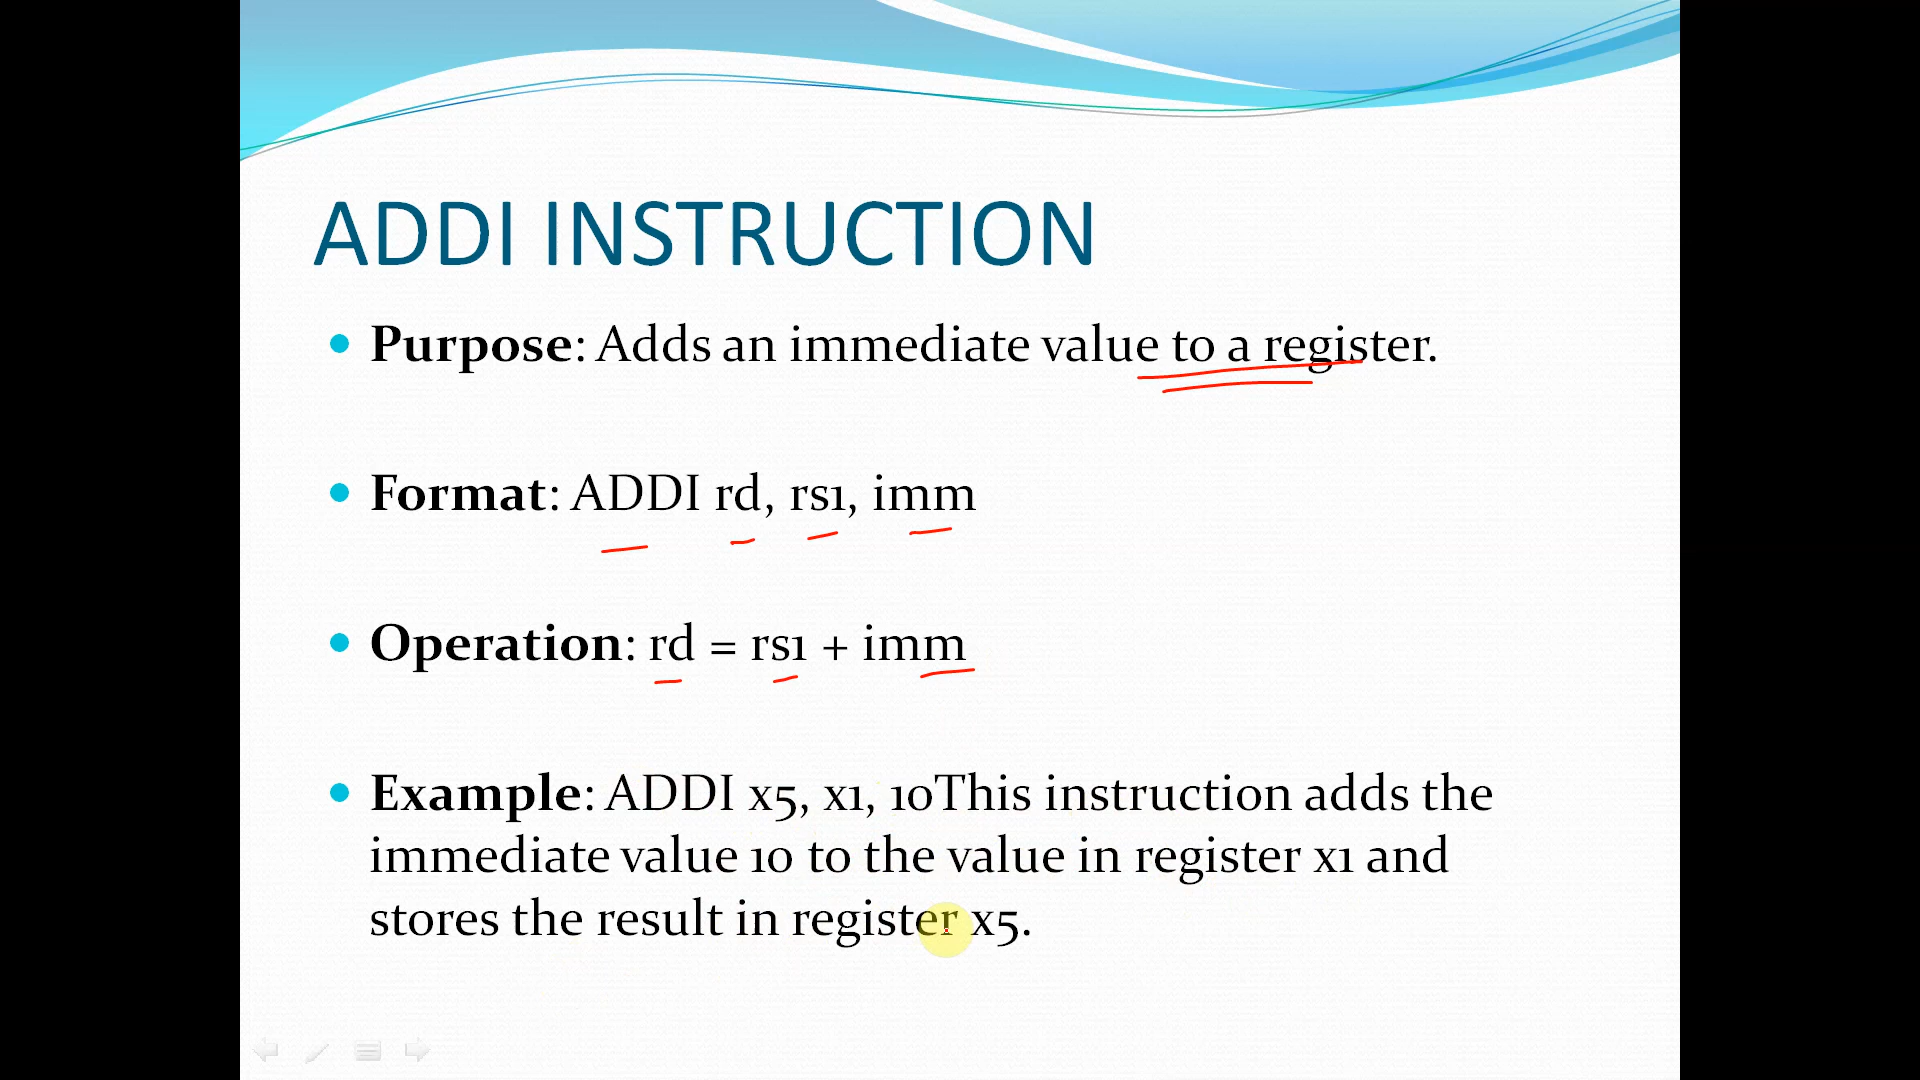 ADDI INSTRUCTION
Purpose: Adds an immediate value to a register.
Format: ADDI rd, rs1, imm
Operation: rd = rs1 + imm
Example: ADDI x5, x1, 10This instruction adds the
immediate value 10 to the value in register x1 and
stores the result in register x5.